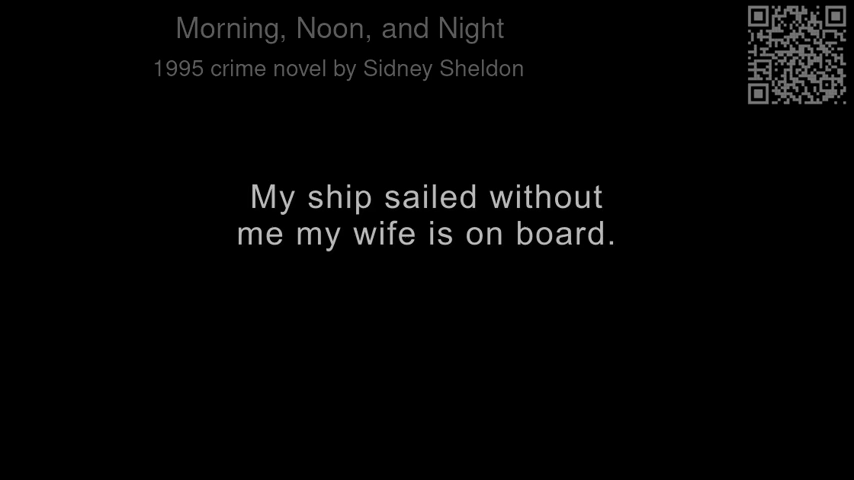 Morning, Noon, and Night
1995 crime novel by Sidney Sheldon
My ship sailed without
me my wife is on board.